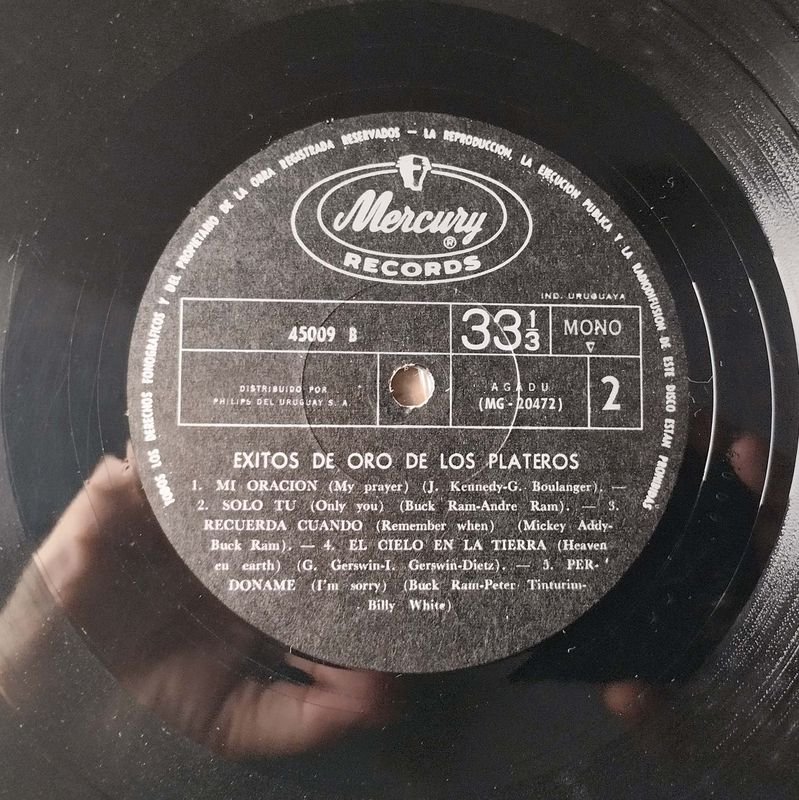 TODOS LOS DERECHOS FONOGRAFICOS Y DEL PROPIETARIO DE LA OBRA REGISTRADA RESERVADOS — LA REPRODUCCION, LA EJECUCION PUBLICA Y LA RADIODIFUSION DE ESTE DISCO ESTAN PROHIBIDAS
Mercury ®
RECORDS
IND. URUGUAYA
45009 B
33⅓
MONO
DISTRIBUIDO POR
PHILIPS DEL URUGUAY S. A.
AGADU
(MG-20472)
2
EXITOS DE ORO DE LOS PLATEROS
1. MI ORACION (My prayer) (J. Kennedy-G. Boulanger). —
2. SOLO TU (Only you) (Buck Ram-Andre Ram). — 3.
RECUERDA CUANDO (Remember when) (Mickey Addy-
Buck Ram). — 4. EL CIELO EN LA TIERRA (Heaven
en earth) (G. Gerswin-I. Gerswin-Dietz). — 5. PER-
DONAME (I'm sorry) (Buck Ram-Peter Tinturim-
Billy White)